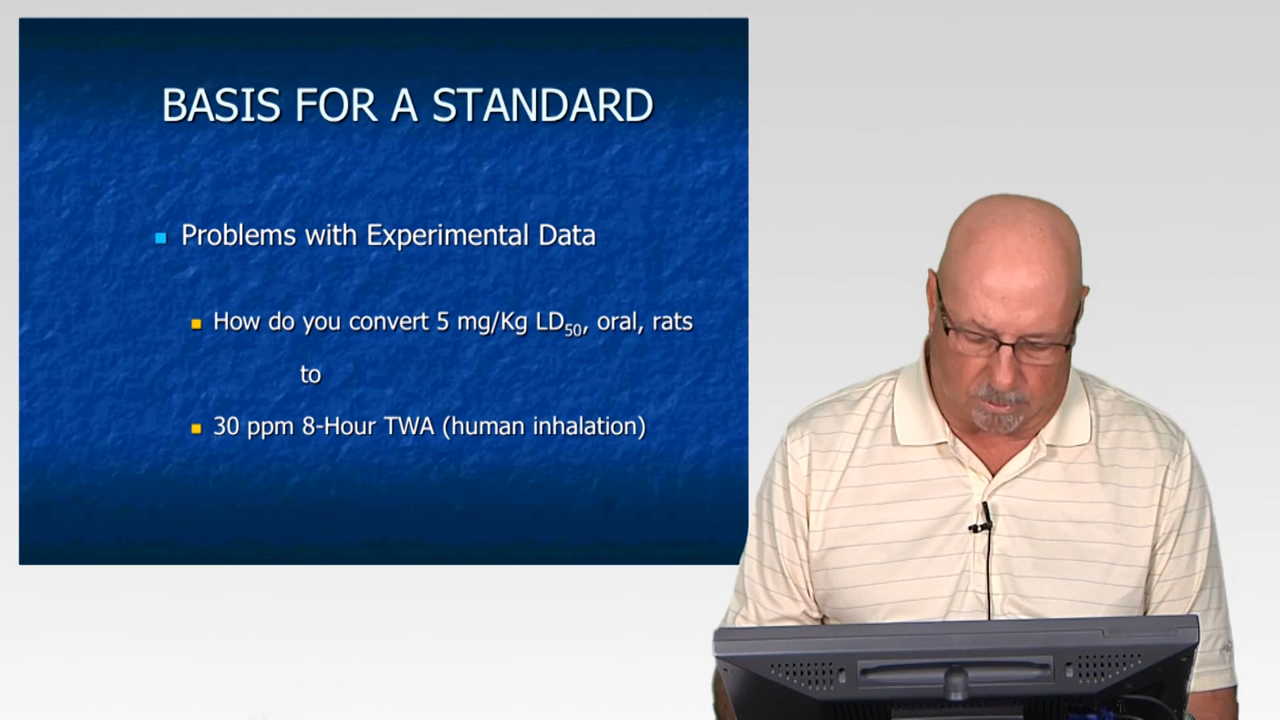 BASIS FOR A STANDARD
Problems with Experimental Data
How do you convert 5 mg/Kg LD50, oral, rats
to
30 ppm 8-Hour TWA (human inhalation)